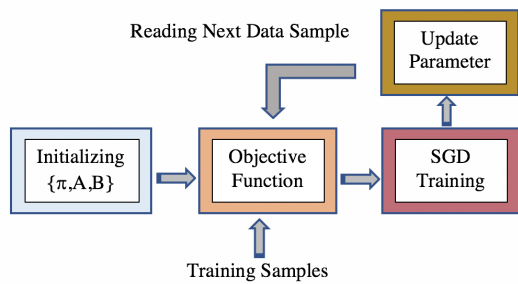 Reading Next Data Sample
Update
Parameter
Initializing
{π,A,B}
Objective
Function
SGD
Training
Training Samples